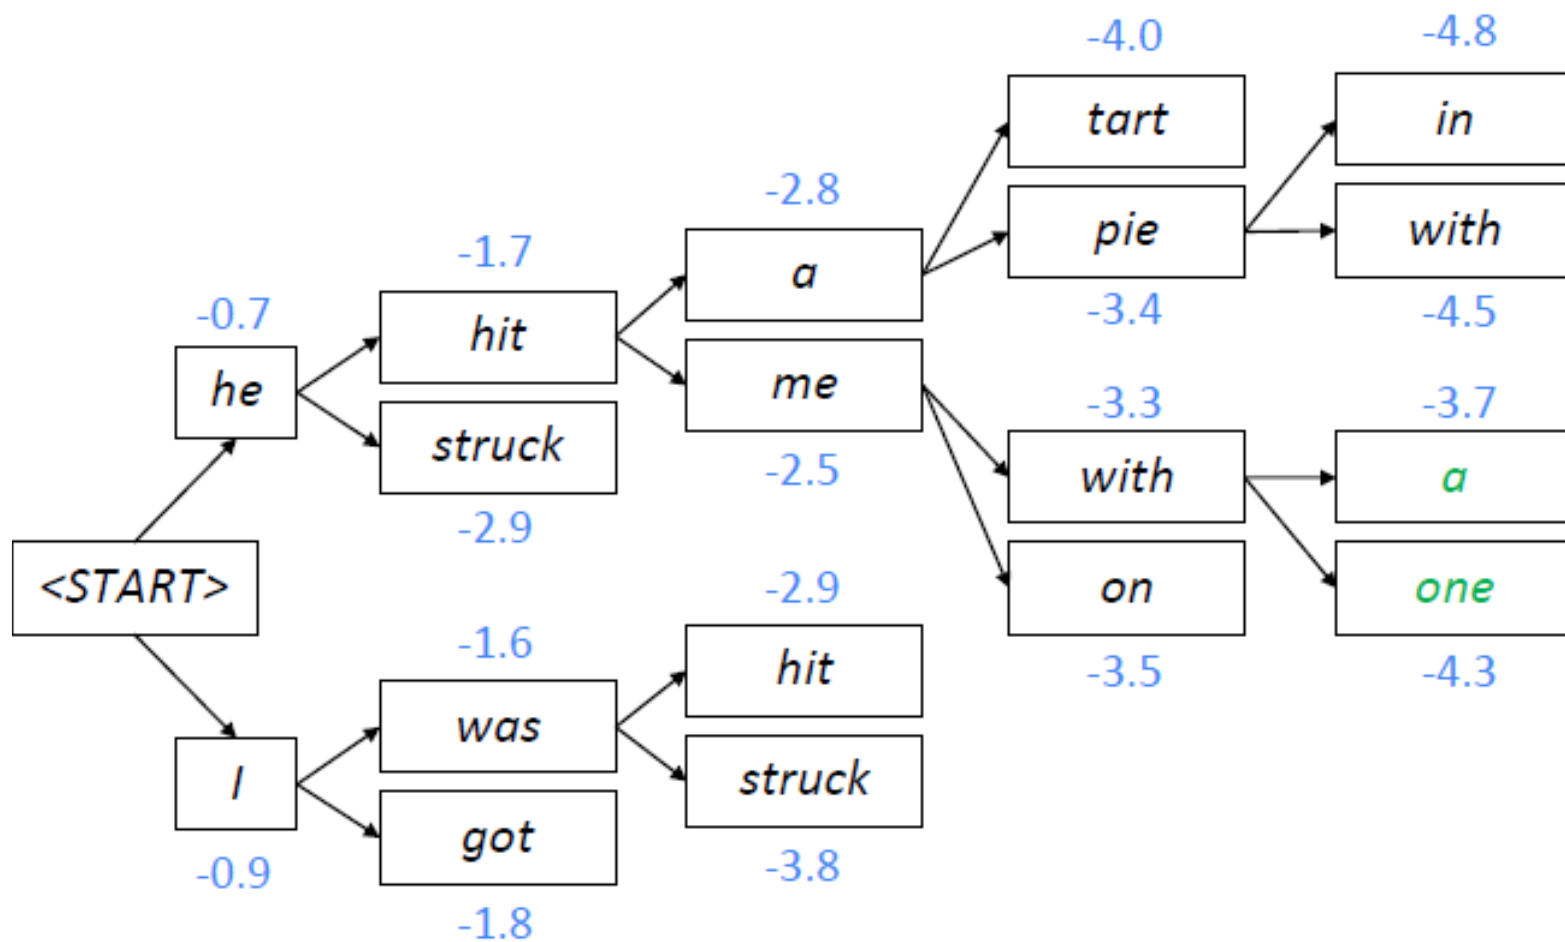 -4.0
-4.8
tart
in
-2.8
pie
with
-1.7
a
-3.4
-4.5
-0.7
hit
me
-3.3
-3.7
he
struck
-2.5
with
a
-2.9
<START>
-2.9
on
one
-1.6
hit
-3.5
-4.3
I
was
struck
-0.9
got
-3.8
-1.8